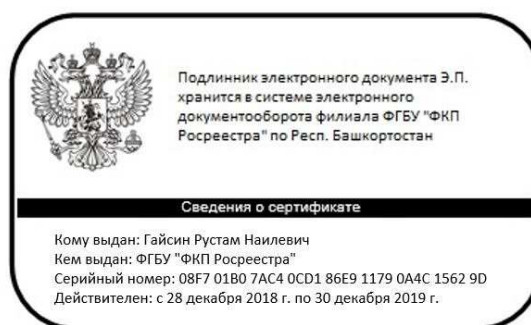 Подлинник электронного документа Э.П.
хранится в системе электронного
документооборота филиала ФГБУ "ФКП
Росреестра" по Респ. Башкортостан
Сведения о сертификате
Кому выдан: Гайсин Рустам Наилевич
Кем выдан: ФГБУ "ФКП Росреестра"
Серийный номер: 08F7 01B0 7AC4 0CD1 86E9 1179 0A4C 1562 9D
Действителен: с 28 декабря 2018 г. по 30 декабря 2019 г.